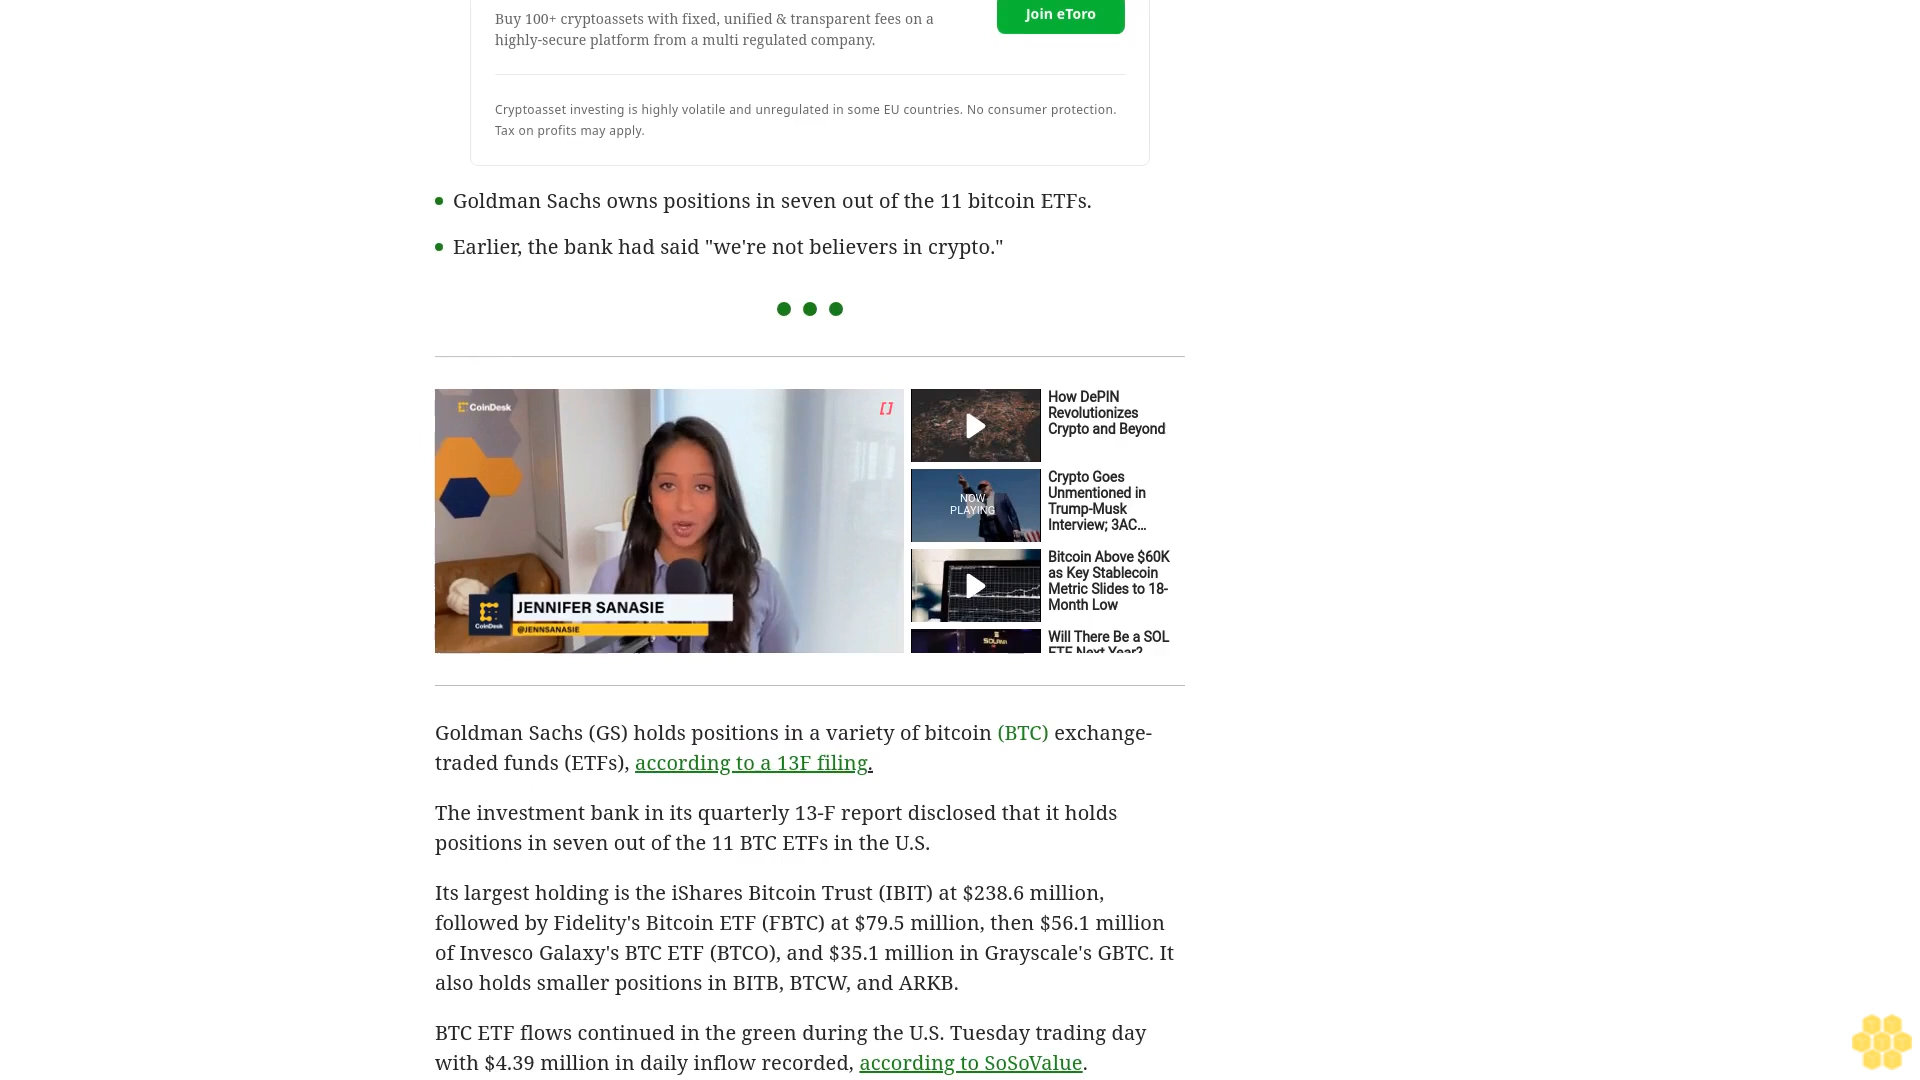 Buy 100+ cryptoassets with fixed, unified & transparent fees on a
highly-secure platform from a multi regulated company.
Join eToro
Cryptoasset investing is highly volatile and unregulated in some EU countries. No consumer protection.
Tax on profits may apply.
Goldman Sachs owns positions in seven out of the 11 bitcoin ETFs.
Earlier, the bank had said "we're not believers in crypto."
CoinDesk
[]
JENNIFER SANASIE
CoinDesk
@JENNSANASIE
How DePIN
Revolutionizes
Crypto and Beyond
NOW
PLAYING
Crypto Goes
Unmentioned in
Trump-Musk
Interview; 3AC...
Bitcoin Above $60K
as Key Stablecoin
Metric Slides to 18-
Month Low
SOLANA
Will There Be a SOL
ETF Next Year?
Goldman Sachs (GS) holds positions in a variety of bitcoin (BTC) exchange-
traded funds (ETFs), according to a 13F filing.
The investment bank in its quarterly 13-F report disclosed that it holds
positions in seven out of the 11 BTC ETFs in the U.S.
Its largest holding is the iShares Bitcoin Trust (IBIT) at $238.6 million,
followed by Fidelity's Bitcoin ETF (FBTC) at $79.5 million, then $56.1 million
of Invesco Galaxy's BTC ETF (BTCO), and $35.1 million in Grayscale's GBTC. It
also holds smaller positions in BITB, BTCW, and ARKB.
BTC ETF flows continued in the green during the U.S. Tuesday trading day
with $4.39 million in daily inflow recorded, according to SoSoValue.